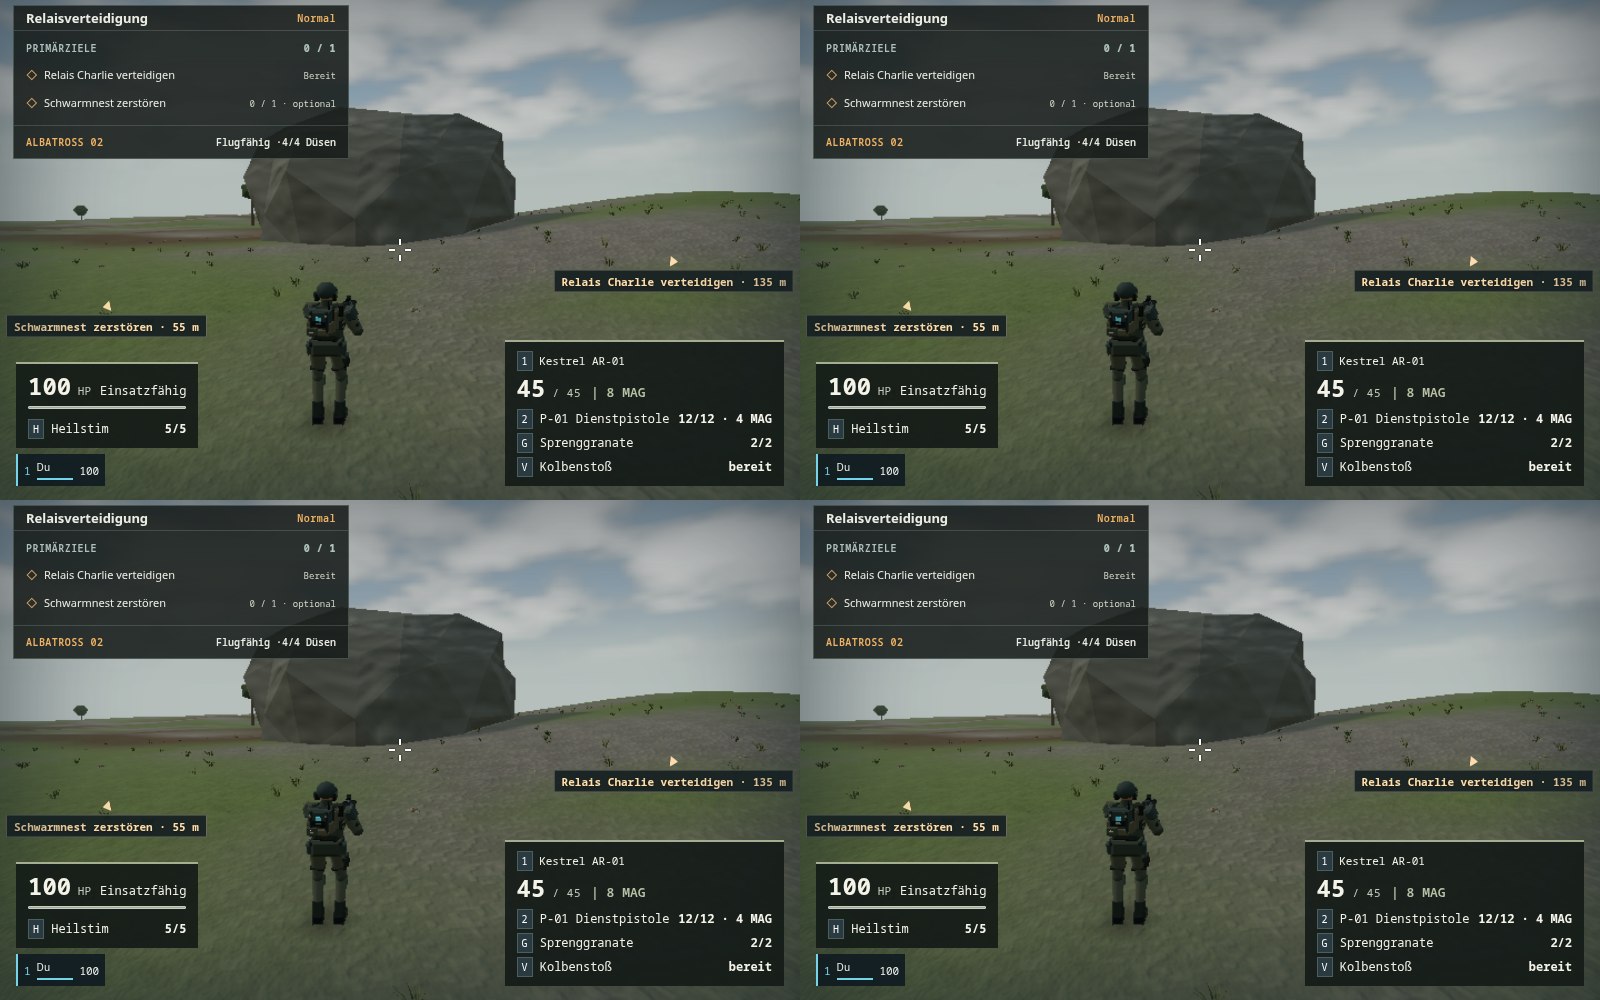 Relaisverteidigung Normal
PRIMÄRZIELE 0 / 1
Relais Charlie verteidigen Bereit
Schwarmnest zerstören 0 / 1 · optional
ALBATROSS 02 Flugfähig ·4/4 Düsen
Relais Charlie verteidigen · 135 m
Schwarmnest zerstören · 55 m
100 HP Einsatzfähig
H Heilstim 5/5
1 Du 100
1 Kestrel AR-01
45 / 45 | 8 MAG
2 P-01 Dienstpistole 12/12 · 4 MAG
G Sprenggranate 2/2
V Kolbenstoß bereit
Relaisverteidigung Normal
PRIMÄRZIELE 0 / 1
Relais Charlie verteidigen Bereit
Schwarmnest zerstören 0 / 1 · optional
ALBATROSS 02 Flugfähig ·4/4 Düsen
Relais Charlie verteidigen · 135 m
Schwarmnest zerstören · 55 m
100 HP Einsatzfähig
H Heilstim 5/5
1 Du 100
1 Kestrel AR-01
45 / 45 | 8 MAG
2 P-01 Dienstpistole 12/12 · 4 MAG
G Sprenggranate 2/2
V Kolbenstoß bereit
Relaisverteidigung Normal
PRIMÄRZIELE 0 / 1
Relais Charlie verteidigen Bereit
Schwarmnest zerstören 0 / 1 · optional
ALBATROSS 02 Flugfähig ·4/4 Düsen
Relais Charlie verteidigen · 135 m
Schwarmnest zerstören · 55 m
100 HP Einsatzfähig
H Heilstim 5/5
1 Du 100
1 Kestrel AR-01
45 / 45 | 8 MAG
2 P-01 Dienstpistole 12/12 · 4 MAG
G Sprenggranate 2/2
V Kolbenstoß bereit
Relaisverteidigung Normal
PRIMÄRZIELE 0 / 1
Relais Charlie verteidigen Bereit
Schwarmnest zerstören 0 / 1 · optional
ALBATROSS 02 Flugfähig ·4/4 Düsen
Relais Charlie verteidigen · 135 m
Schwarmnest zerstören · 55 m
100 HP Einsatzfähig
H Heilstim 5/5
1 Du 100
1 Kestrel AR-01
45 / 45 | 8 MAG
2 P-01 Dienstpistole 12/12 · 4 MAG
G Sprenggranate 2/2
V Kolbenstoß bereit